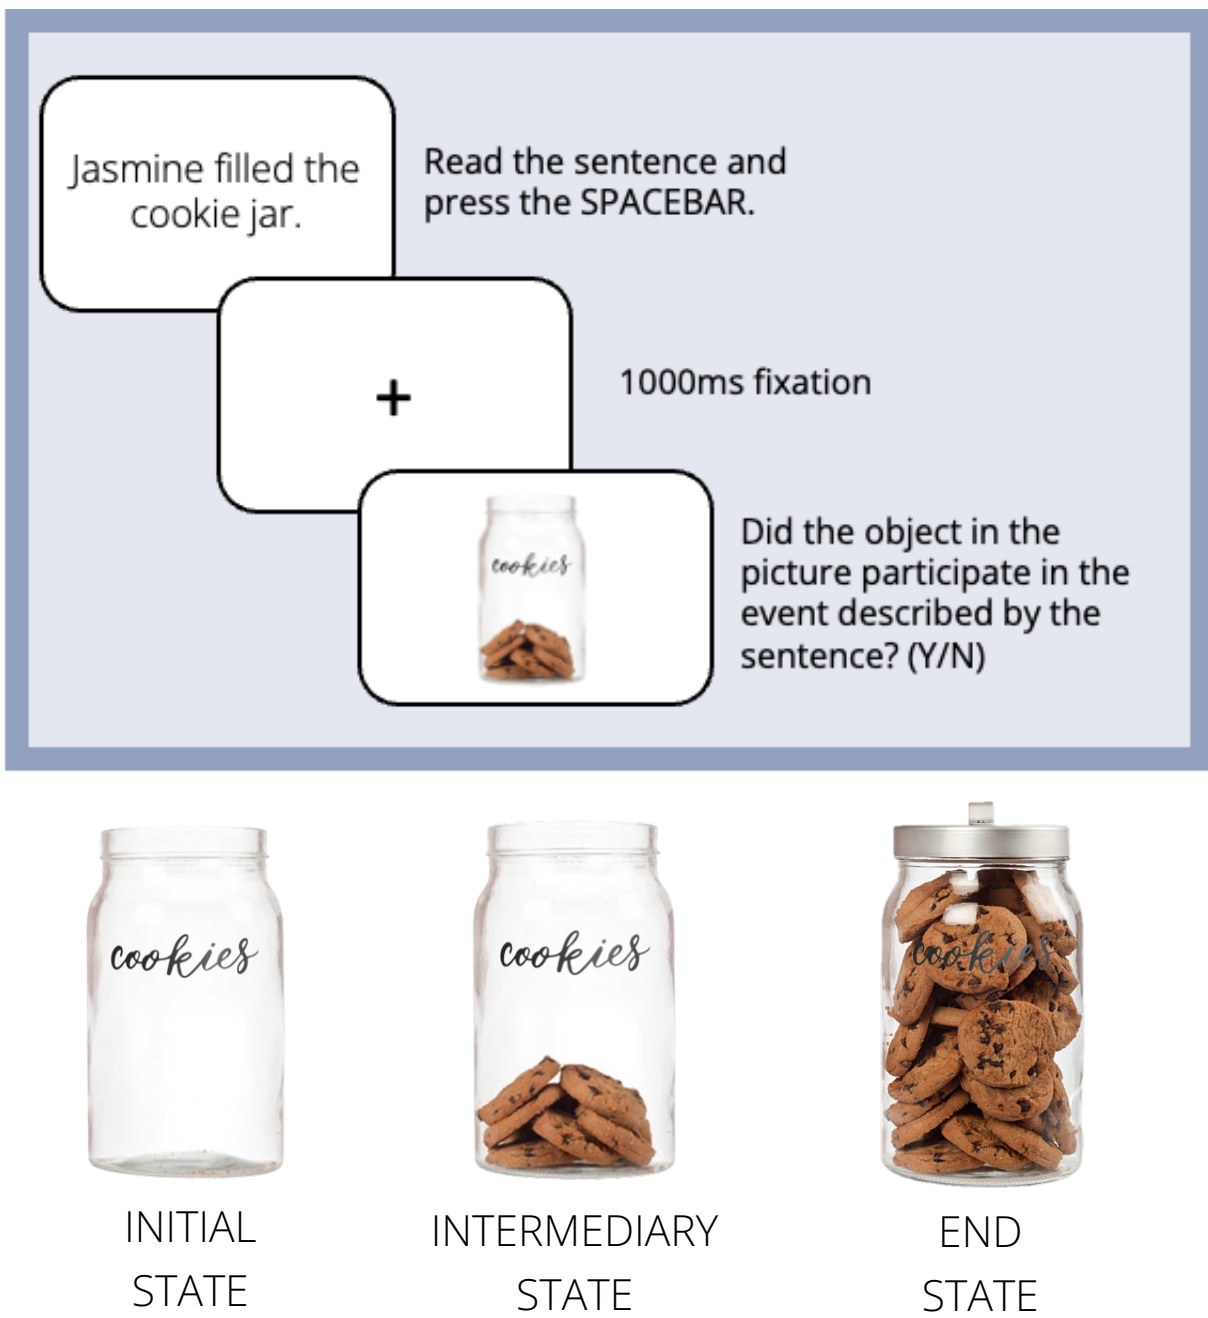 Jasmine filled the
cookie jar.
Read the sentence and
press the SPACEBAR.
+
1000ms fixation
cookies
Did the object in the
picture participate in the
event described by the
sentence? (Y/N)
cookies
cookies
cookies
INITIAL
STATE
INTERMEDIARY
STATE
END
STATE